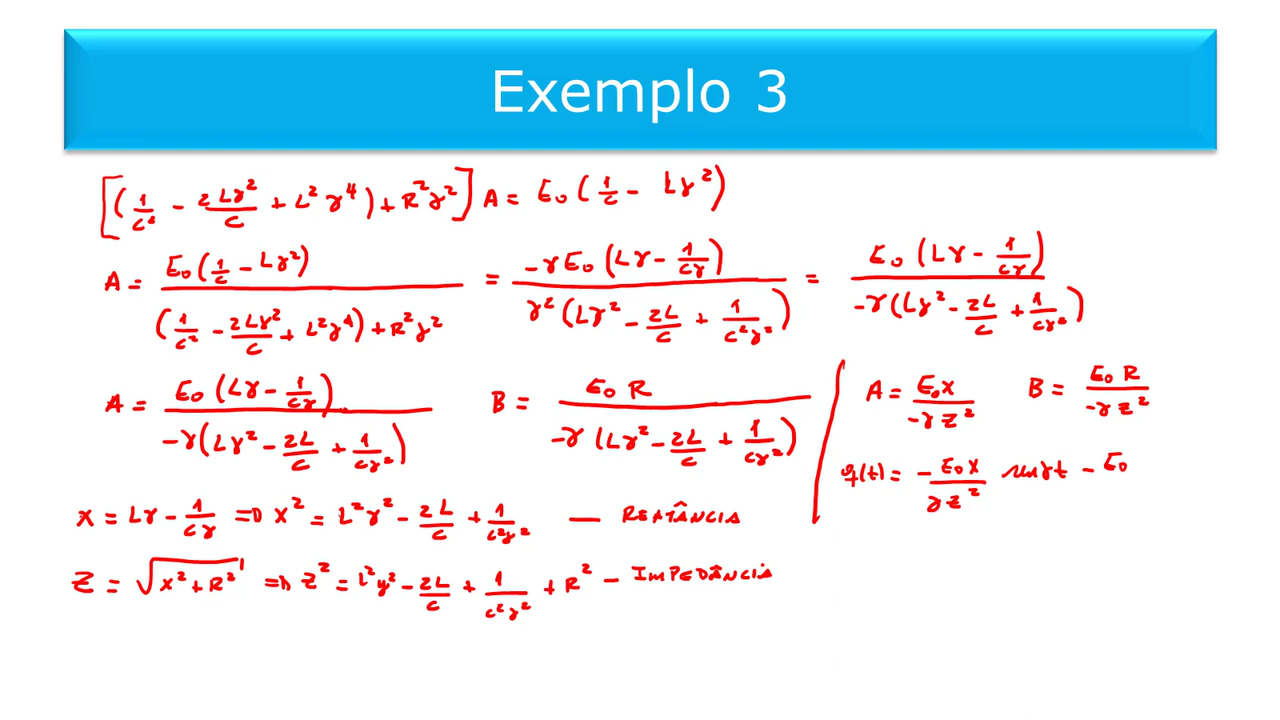 Exemplo 3
[(1/c² - 2Lγ²/c + L²γ⁴) + R²γ²] A = E₀(1/c - Lγ²)
A = E₀(1/c - Lγ²) / ((1/c² - 2Lγ²/c + L²γ⁴) + R²γ²) = -γE₀(Lγ - 1/cγ) / γ²(Lγ² - 2L/c + 1/c²γ²) = E₀(Lγ - 1/cγ) / -γ(Lγ² - 2L/c + 1/cγ²)
A = E₀(Lγ - 1/cγ) / -γ(Lγ² - 2L/c + 1/cγ²)   B = E₀R / -γ(Lγ² - 2L/c + 1/cγ²)   A = E₀X / -γZ²   B = E₀R / -γZ²
q(t) = -E₀X/γZ² senγt - E₀
X = Lγ - 1/cγ => X² = L²γ² - 2L/c + 1/c²γ² — REATÂNCIA
Z = √(X² + R²) => Z² = L²γ² - 2L/c + 1/c²γ² + R² - IMPEDÂNCIA